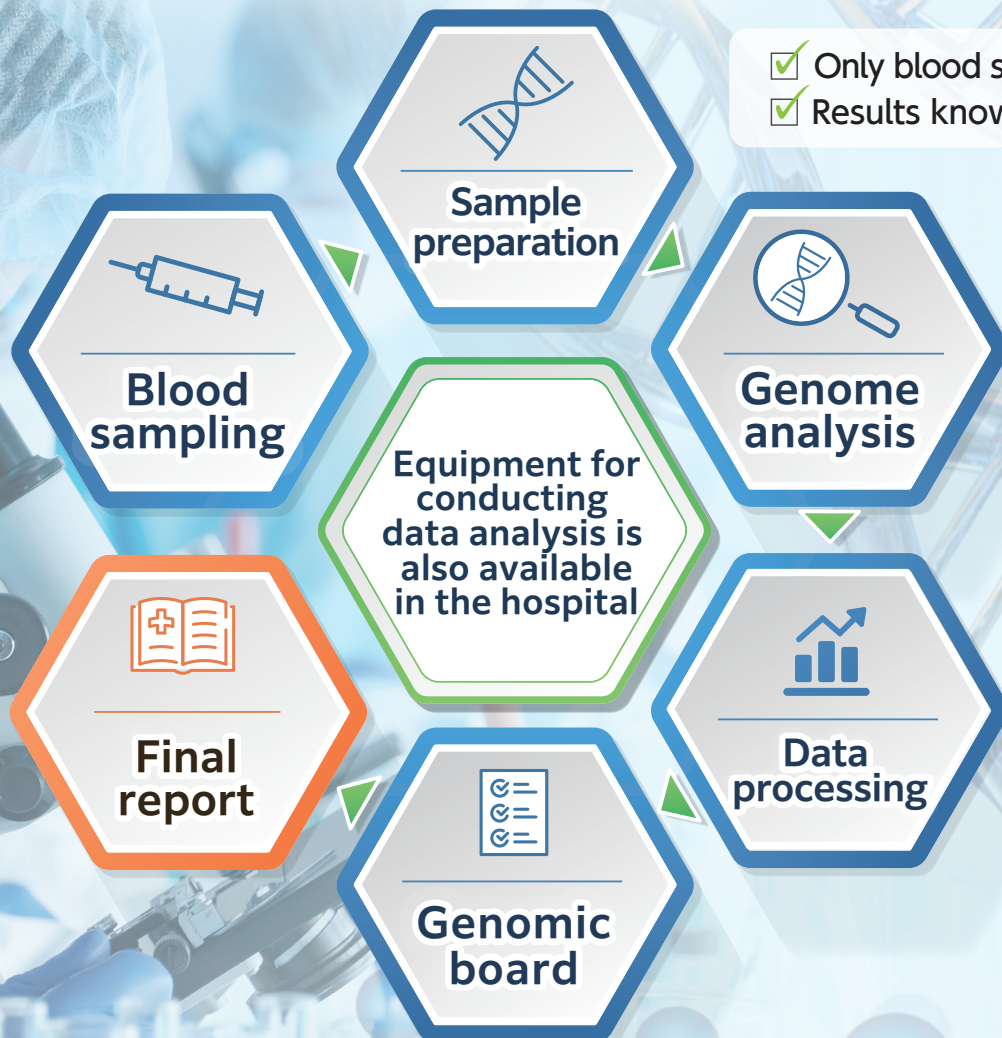 Only blood
Results
Sample
preparation
Blood
sampling
Genome
analysis
Equipment for
conducting
data analysis is
also available
in the hospital
Final
report
Data
processing
Genomic
board